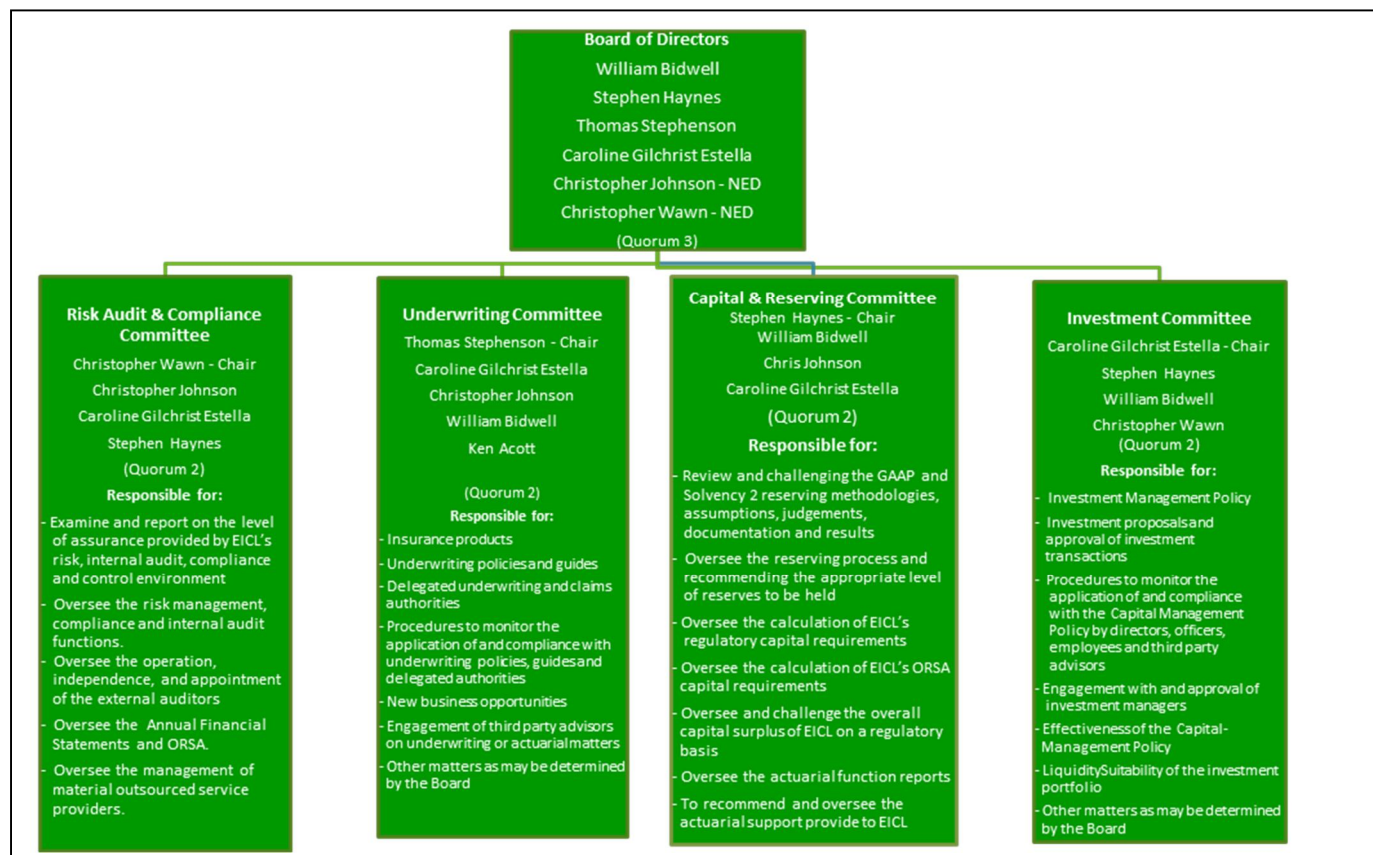 Board of Directors
William Bidwell
Stephen Haynes
Thomas Stephenson
Caroline Gilchrist Estella
Christopher Johnson - NED
Christopher Wawn - NED
(Quorum 3)
Risk Audit & Compliance
Committee
Christopher Wawn - Chair
Christopher Johnson
Caroline Gilchrist Estella
Stephen Haynes
(Quorum 2)
Responsible for:
- Examine and report on the level
of assurance provided by EICL's
risk, internal audit, compliance
and control environment
- Oversee the risk management,
compliance and internal audit
functions.
- Oversee the operation,
independence, and appointment
of the external auditors
- Oversee the Annual Financial
Statements and ORSA.
- Oversee the management of
material outsourced service
providers.
Underwriting Committee
Thomas Stephenson - Chair
Caroline Gilchrist Estella
Christopher Johnson
William Bidwell
Ken Acott
(Quorum 2)
Responsible for:
- Insurance products
- Underwriting policies and guides
- Delegated underwriting and claims
authorities
- Procedures to monitor the
application of and compliance with
underwriting policies, guides and
delegated authorities
- New business opportunities
- Engagement of third party advisors
on underwriting or actuarial matters
- Other matters as may be determined
by the Board
Capital & Reserving Committee
Stephen Haynes - Chair
William Bidwell
Chris Johnson
Caroline Gilchrist Estella
(Quorum 2)
Responsible for:
- Review and challenging the GAAP and
Solvency 2 reserving methodologies,
assumptions, judgements,
documentation and results
- Oversee the reserving process and
recommending the appropriate level
of reserves to be held
- Oversee the calculation of EICL's
regulatory capital requirements
- Oversee the calculation of EICL's ORSA
capital requirements
- Oversee and challenge the overall
capital surplus of EICL on a regulatory
basis
- Oversee the actuarial function reports
- To recommend and oversee the
actuarial support provide to EICL
Investment Committee
Caroline Gilchrist Estella - Chair
Stephen Haynes
William Bidwell
Christopher Wawn
(Quorum 2)
Responsible for:
- Investment Management Policy
- Investment proposals and
approval of investment
transactions
- Procedures to monitor the
application of and compliance
with the Capital Management
Policy by directors, officers,
employees and third party
advisors
- Engagement with and approval of
investment managers
- Effectiveness of the Capital-
Management Policy
- Liquidity Suitability of the investment
portfolio
- Other matters as may be determined
by the Board